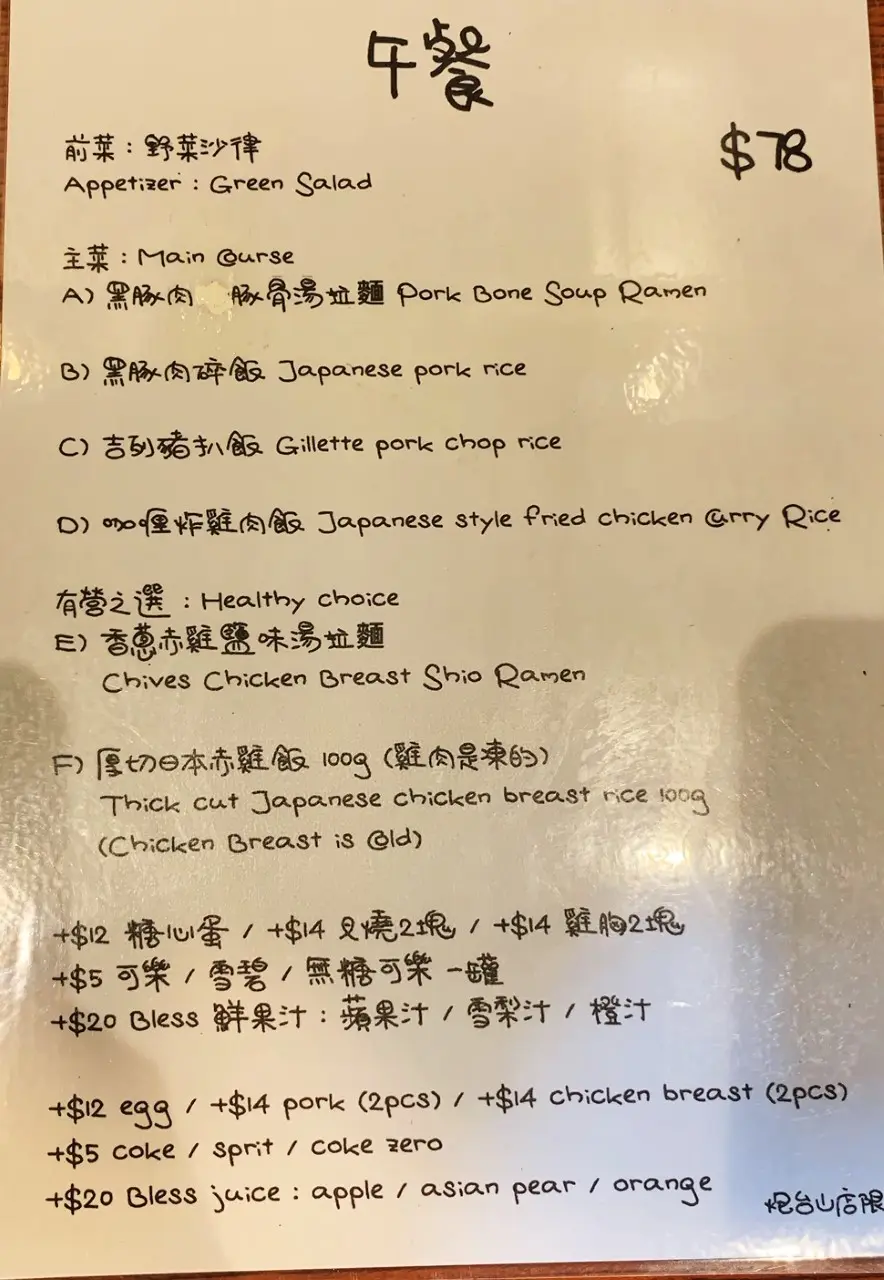 午餐
$78
前菜：野菜沙律
Appetizer : Green Salad
主菜：Main Course
A) 黑豚肉 豚骨湯拉麵 Pork Bone Soup Ramen
B) 黑豚肉碎飯 Japanese pork rice
C) 吉列豬扒飯 Gillette pork chop rice
D) 咖喱炸雞肉飯 Japanese style fried chicken Curry Rice
有營之選：Healthy choice
E) 香蔥赤雞鹽味湯拉麵
Chives Chicken Breast Shio Ramen
F) 厚切日本赤雞飯 100g (雞肉是凍的)
Thick cut Japanese chicken breast rice 100g
(Chicken Breast is Cold)
+$12 糖心蛋 / +$14 叉燒2塊 / +$14 雞胸2塊
+$5 可樂 / 雪碧 / 無糖可樂 一罐
+$20 Bless 鮮果汁：蘋果汁 / 雪梨汁 / 橙汁
+$12 egg / +$14 pork (2pcs) / +$14 chicken breast (2pcs)
+$5 coke / sprit / coke zero
+$20 Bless juice : apple / asian pear / orange
炮台山店限